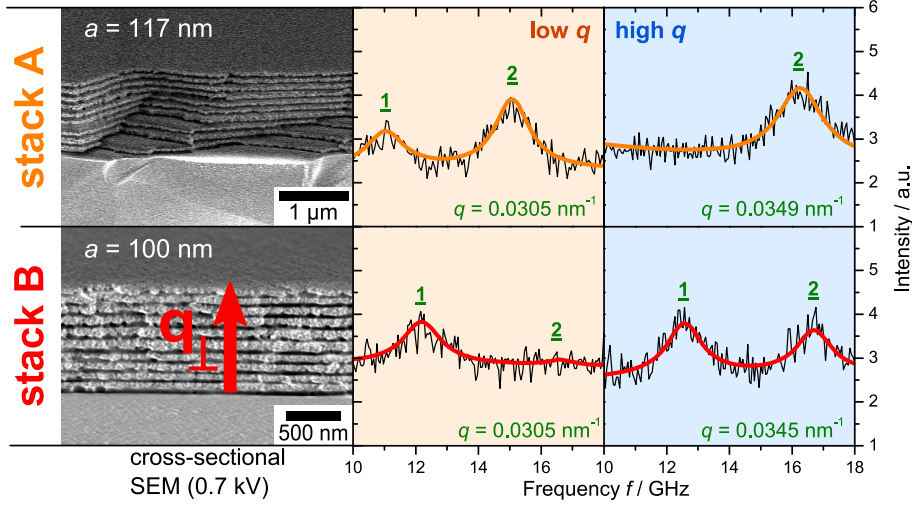 stack A
a = 117 nm
1 µm
low q
1
2
q = 0.0305 nm⁻¹
high q
2
q = 0.0349 nm⁻¹
6
5
4
3
2
1
Intensity / a.u.
stack B
a = 100 nm
q⊥
500 nm
1
2
q = 0.0305 nm⁻¹
1
2
q = 0.0345 nm⁻¹
5
4
3
2
1
cross-sectional
SEM (0.7 kV)
10 12 14 16 18 10 12 14 16 18
Frequency f / GHz